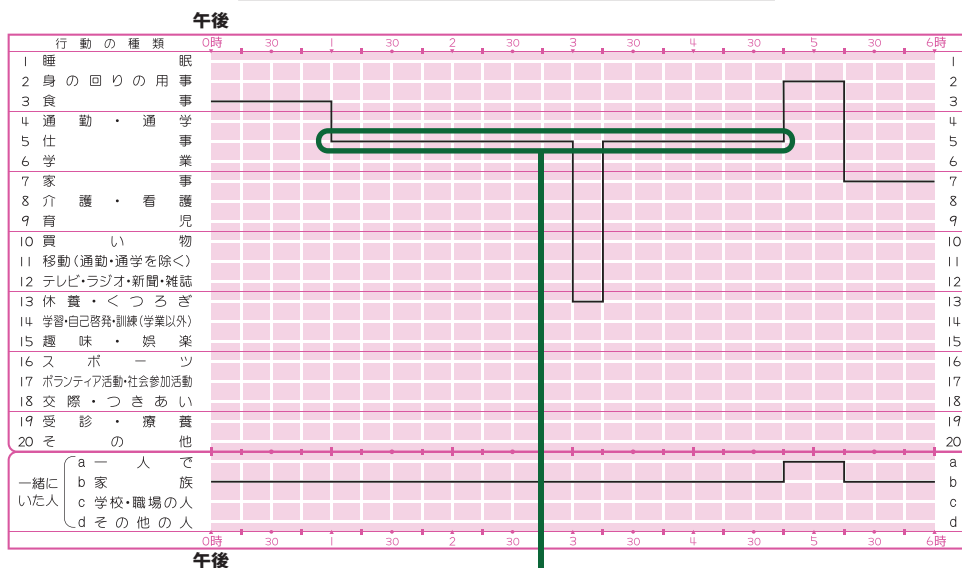 午後
行動の種類 0時 30 1 30 2 30 3 30 4 30 5 30 6時
1 睡眠 1
2 身の回りの用事 2
3 食事 3
4 通勤・通学 4
5 仕事 5
6 学業 6
7 家事 7
8 介護・看護 8
9 育児 9
10 買い物 10
11 移動(通勤・通学を除く) 11
12 テレビ・ラジオ・新聞・雑誌 12
13 休養・くつろぎ 13
14 学習・自己啓発・訓練(学業以外) 14
15 趣味・娯楽 15
16 スポーツ 16
17 ボランティア活動・社会参加活動 17
18 交際・つきあい 18
19 受診・療養 19
20 その他 20
一緒にいた人
a 一人で a
b 家族 b
c 学校・職場の人 c
d その他の人 d
0時 30 1 30 2 30 3 30 4 30 5 30 6時
午後